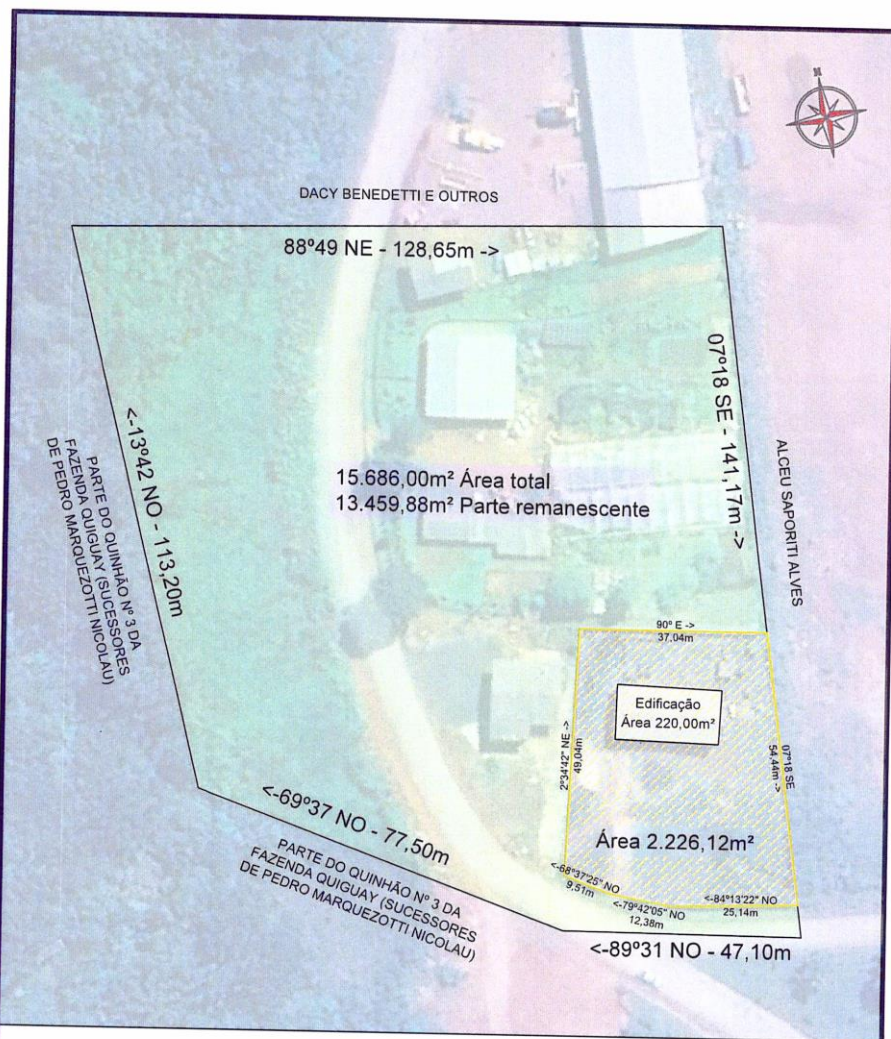 N
DACY BENEDETTI E OUTROS
88º49 NE - 128,65m ->
07º18 SE - 141,17m ->
ALCEU SAPORITI ALVES
<-13º42 NO - 113,20m
PARTE DO QUINHÃO Nº 3 DA
FAZENDA QUIGUAY (SUCESSORES
DE PEDRO MARQUEZOTTI NICOLAU)
15.686,00m² Área total
13.459,88m² Parte remanescente
90º E ->
37,04m
Edificação
Área 220,00m²
2º34'42" NE ->
49,04m
07º18 SE
54,44m ->
Área 2.226,12m²
<-68º37'25" NO
9,51m
<-79º42'05" NO
12,38m
<-84º13'22" NO
25,14m
<-69º37 NO - 77,50m
PARTE DO QUINHÃO Nº 3 DA
FAZENDA QUIGUAY (SUCESSORES
DE PEDRO MARQUEZOTTI NICOLAU)
<-89º31 NO - 47,10m